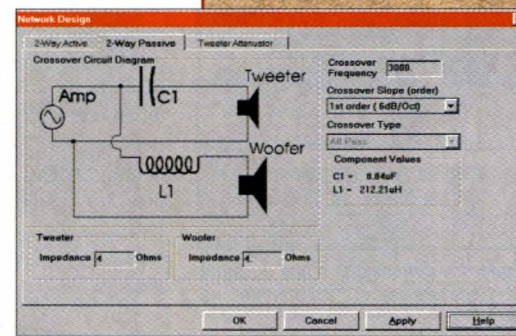 Network Design
2-Way Active
2-Way Passive
Tweeter Attenuator
Crossover Circuit Diagram
Amp
C1
Tweeter
Woofer
L1
Crossover Frequency 3000.
Crossover Slope (order)
1st order ( 6dB/Oct)
Crossover Type
All Pass
Component Values
C1 = 8.84uF
L1 = 212.21uH
Tweeter
Impedance 4 Ohms
Woofer
Impedance 4. Ohms
OK
Cancel
Apply
Help